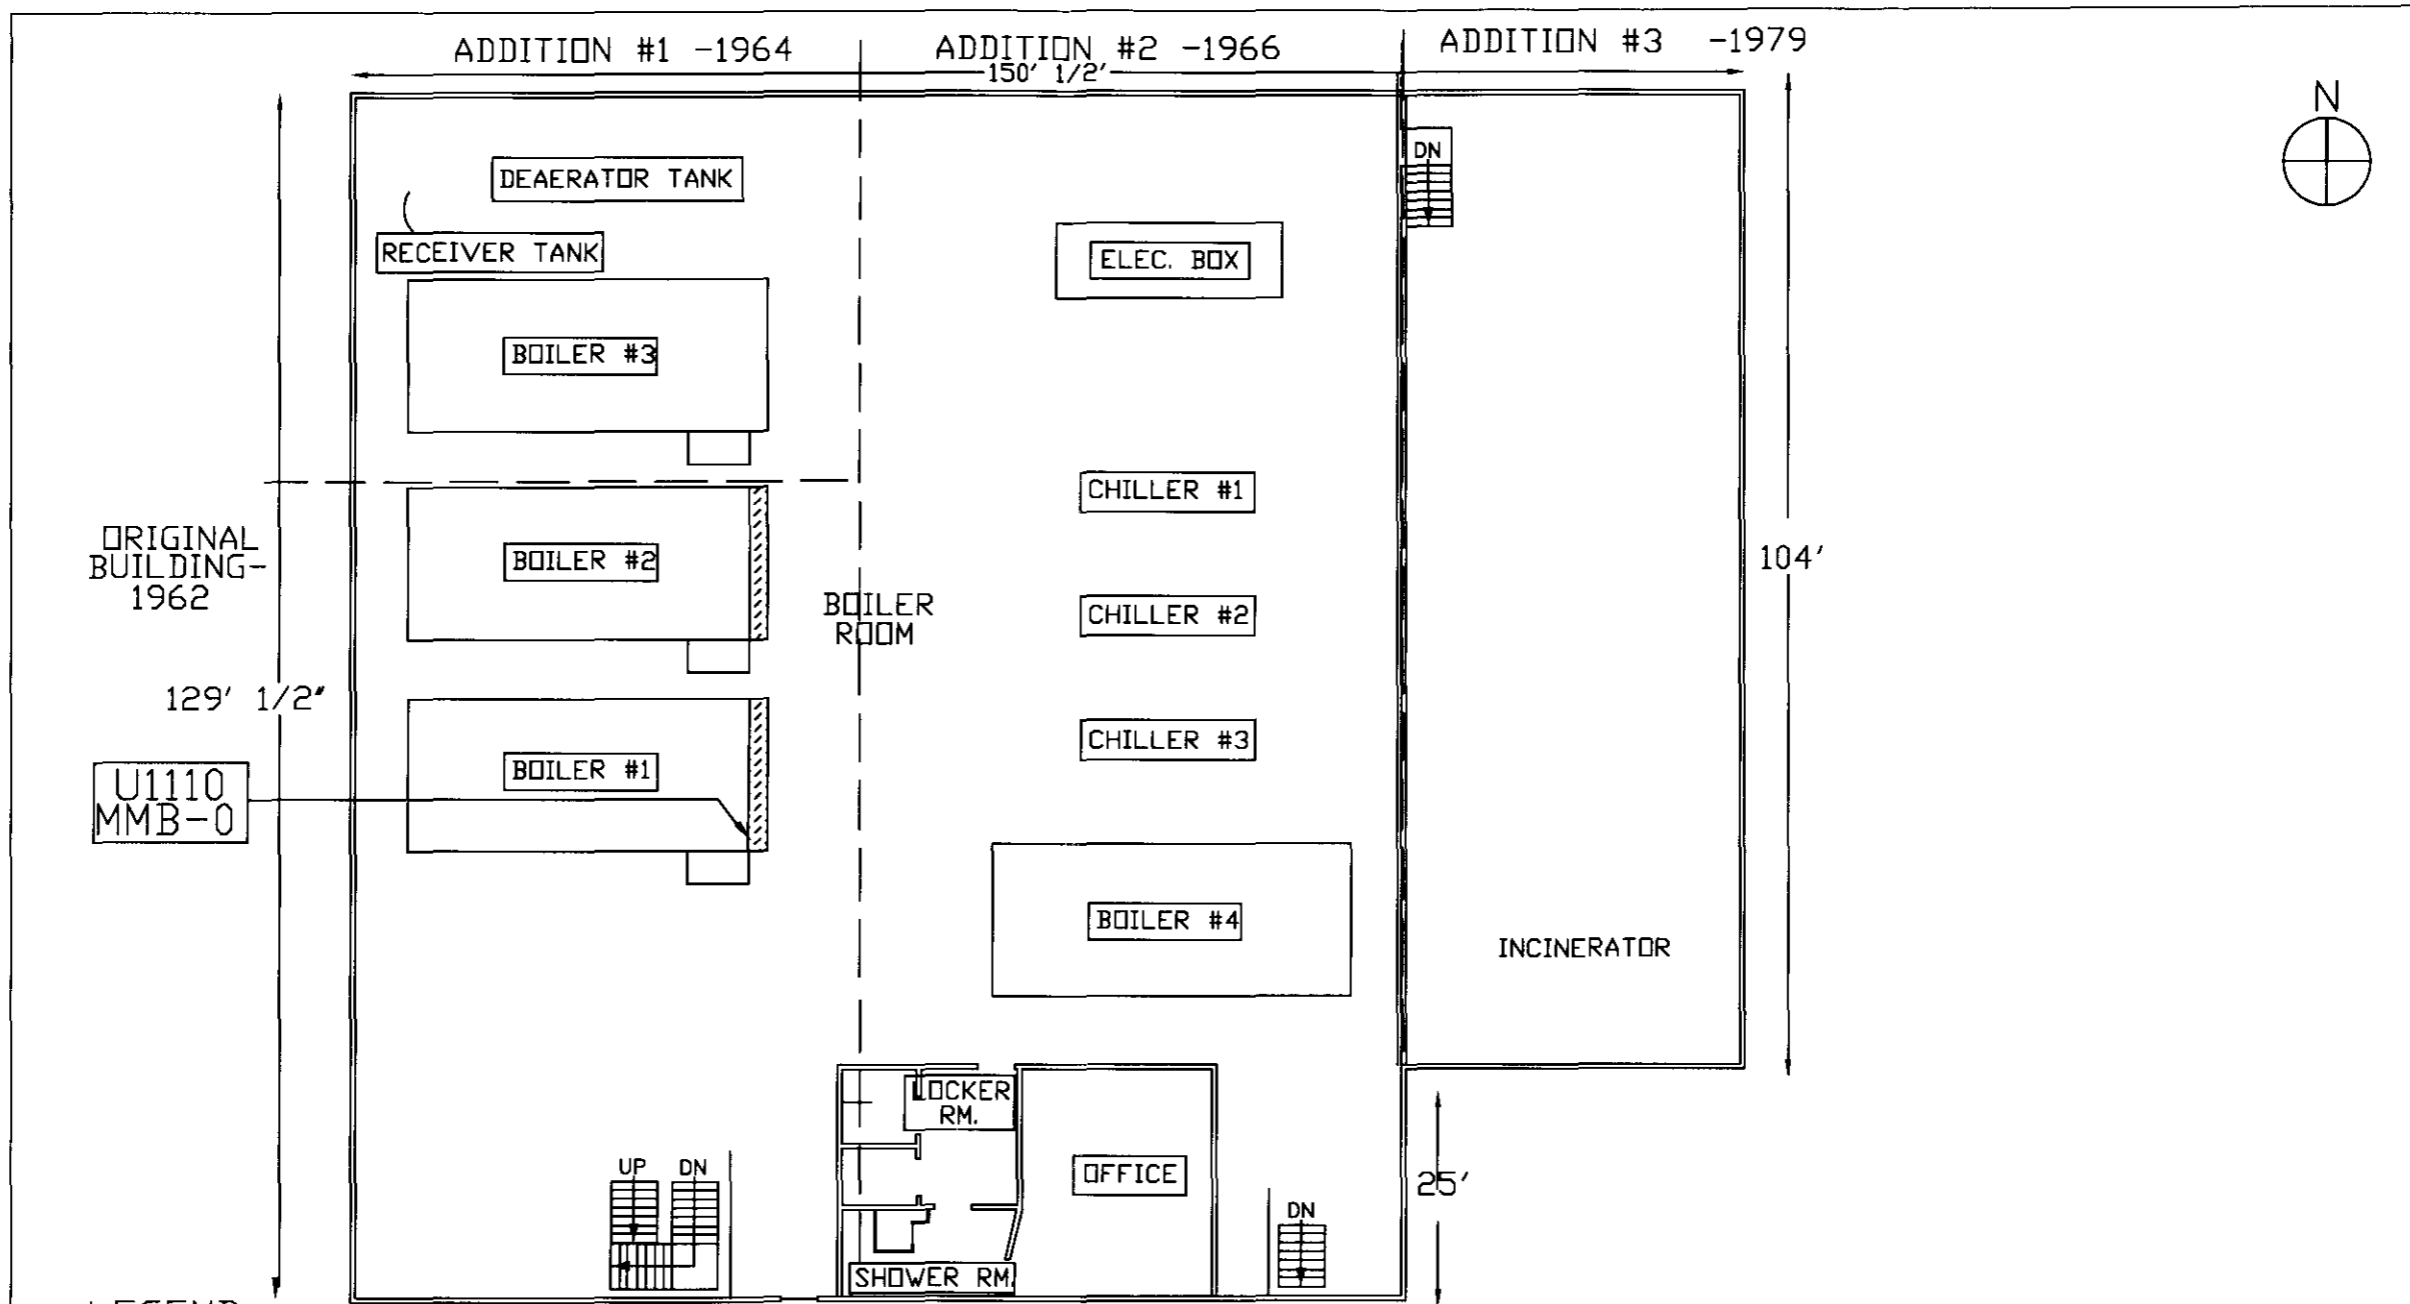 ADDITION #1 -1964
ADDITION #2 -1966
ADDITION #3 -1979
150' 1/2'
N
DN
DEAERATOR TANK
RECEIVER TANK
ELEC. BOX
BOILER #3
CHILLER #1
ORIGINAL
BUILDING-
1962
BOILER #2
104'
BOILER
ROOM
CHILLER #2
129' 1/2"
CHILLER #3
BOILER #1
U1110
MMB-0
BOILER #4
INCINERATOR
LOCKER
RM.
UP
DN
OFFICE
25'
DN
SHOWER RM.
LEGEND